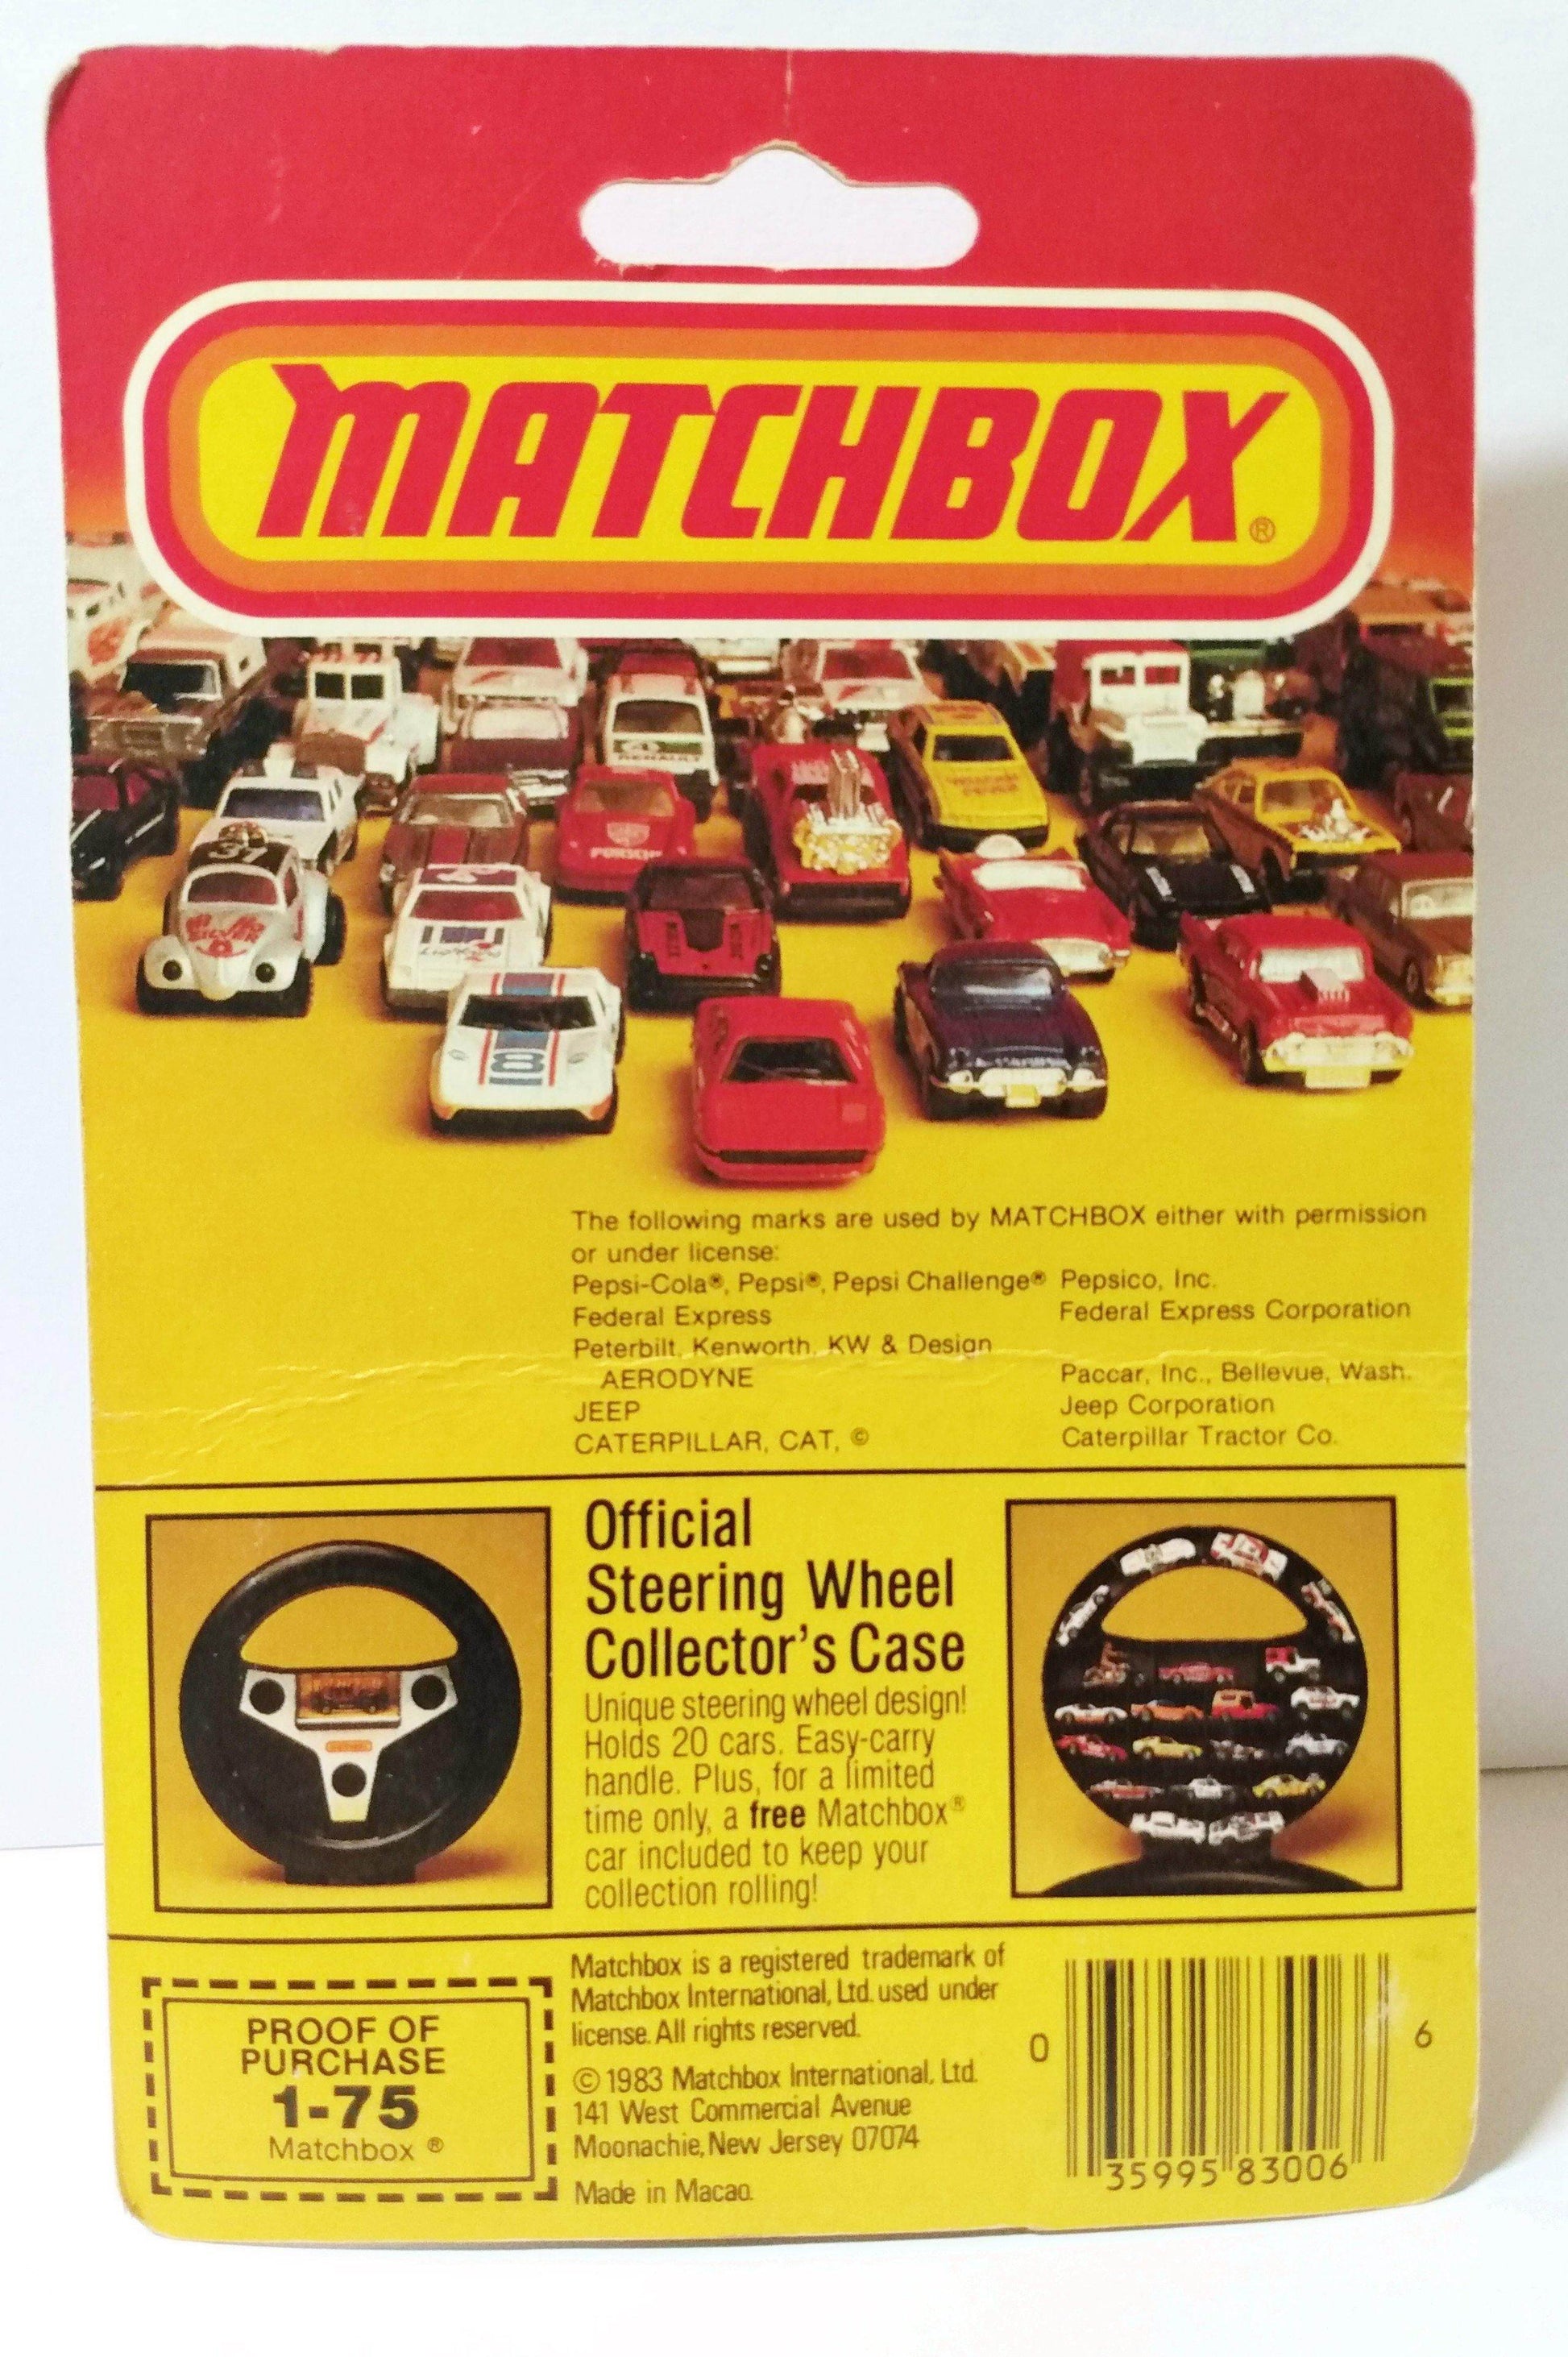 MATCHBOX®
RENAULT
PORSCHE
31
8
The following marks are used by MATCHBOX either with permission
or under license:
Pepsi-Cola®, Pepsi®, Pepsi Challenge® Pepsico, Inc.
Federal Express Federal Express Corporation
Peterbilt, Kenworth, KW & Design
AERODYNE Paccar, Inc., Bellevue, Wash.
JEEP Jeep Corporation
CATERPILLAR, CAT, © Caterpillar Tractor Co.
Official
Steering Wheel
Collector's Case
Unique steering wheel design!
Holds 20 cars. Easy-carry
handle. Plus, for a limited
time only, a free Matchbox®
car included to keep your
collection rolling!
PROOF OF
PURCHASE
1-75
Matchbox ®
Matchbox is a registered trademark of
Matchbox International, Ltd. used under
license. All rights reserved.
© 1983 Matchbox International, Ltd.
141 West Commercial Avenue
Moonachie, New Jersey 07074
Made in Macao.
0 35995 83006 6